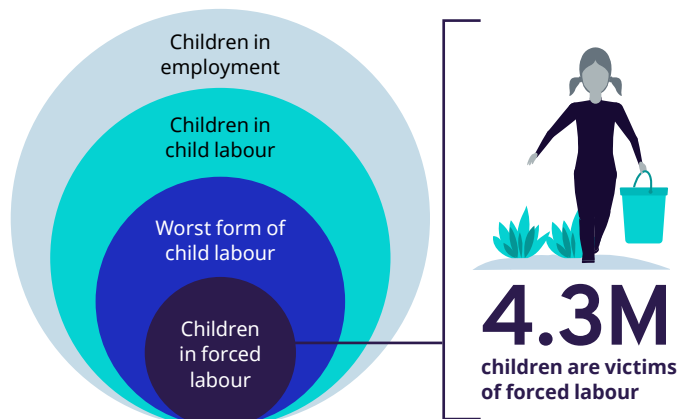 Children in
employment
Children in
child labour
Worst form of
child labour
Children
in forced
labour
4.3M
children are victims
of forced labour